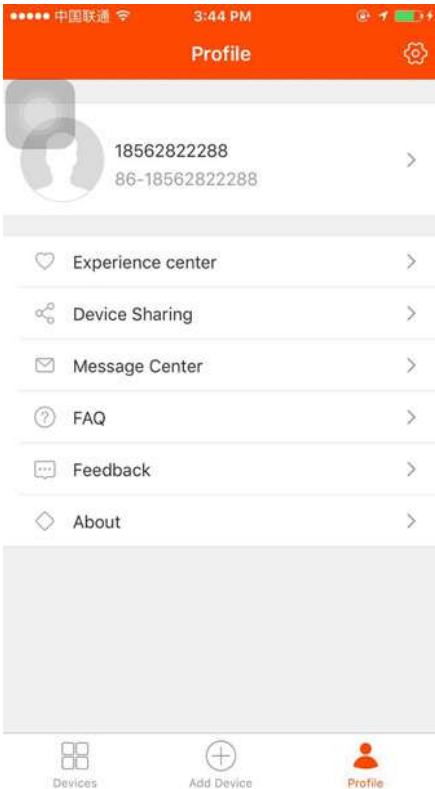 中国联通 3:44 PM
Profile
18562822288
86-18562822288
Experience center
Device Sharing
Message Center
FAQ
Feedback
About
Devices Add Device Profile